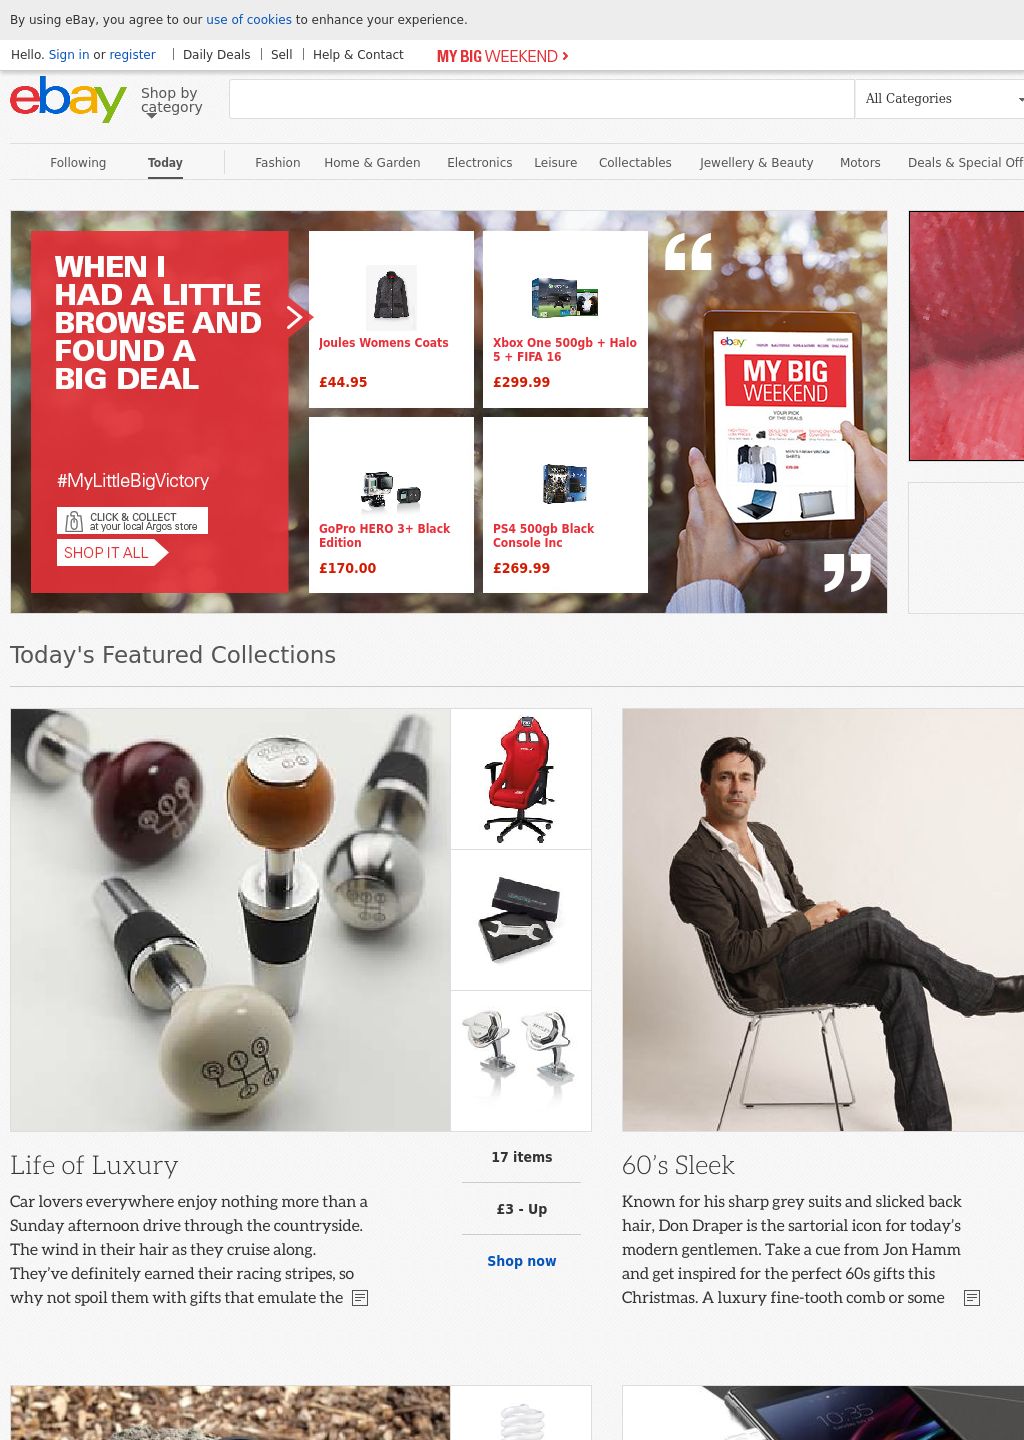 By using eBay, you agree to our use of cookies to enhance your experience.
Hello. Sign in or register
Daily Deals
Sell
Help & Contact
MY BIG WEEKEND
ebay
Shop by
category
All Categories
Following
Today
Fashion
Home & Garden
Electronics
Leisure
Collectables
Jewellery & Beauty
Motors
Deals & Special Off
WHEN I
HAD A LITTLE
BROWSE AND
FOUND A
BIG DEAL
#MyLittleBigVictory
CLICK & COLLECT
at your local Argos store
SHOP IT ALL
Joules Womens Coats
£44.95
Xbox One 500gb + Halo
5 + FIFA 16
£299.99
GoPro HERO 3+ Black
Edition
£170.00
PS4 500gb Black
Console Inc
£269.99
“
ebay
MY BIG
WEEKEND
YOUR PICK
OF THE DEALS
”
Today's Featured Collections
R 1 3
2
Life of Luxury
Car lovers everywhere enjoy nothing more than a
Sunday afternoon drive through the countryside.
The wind in their hair as they cruise along.
They’ve definitely earned their racing stripes, so
why not spoil them with gifts that emulate the
17 items
£3 - Up
Shop now
60’s Sleek
Known for his sharp grey suits and slicked back
hair, Don Draper is the sartorial icon for today’s
modern gentlemen. Take a cue from Jon Hamm
and get inspired for the perfect 60s gifts this
Christmas. A luxury fine-tooth comb or some
10:35